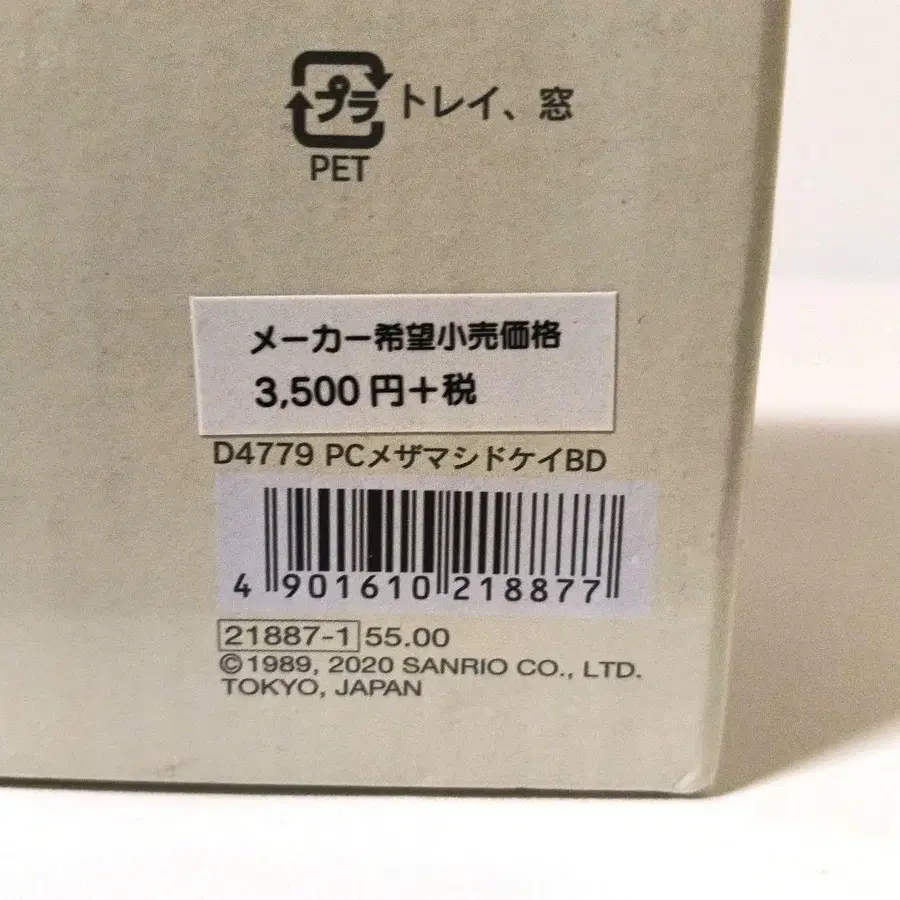 プラ トレイ、窓
PET
メーカー希望小売価格
3,500円+税
D4779 PCメザマシドケイBD
4 901610 218877
21887-1 55.00
©1989, 2020 SANRIO CO., LTD.
TOKYO, JAPAN